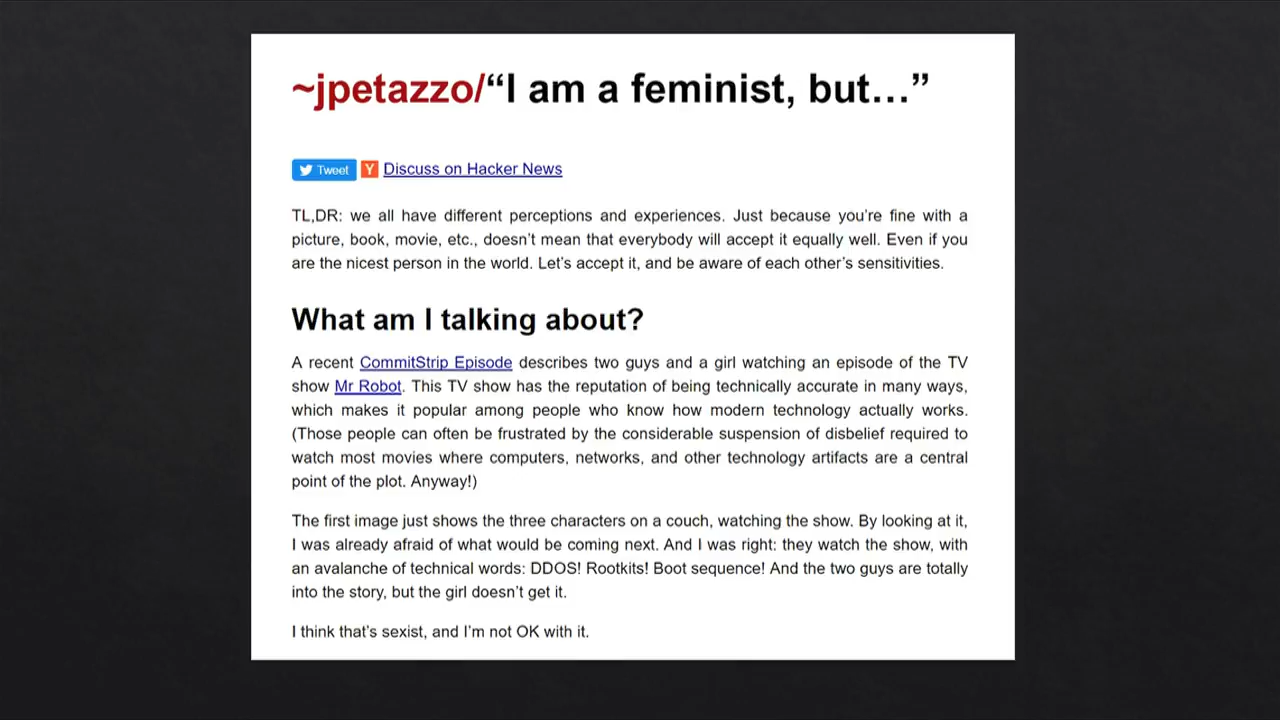 ~jpetazzo/“I am a feminist, but…”
Tweet Y Discuss on Hacker News
TL,DR: we all have different perceptions and experiences. Just because you’re fine with a
picture, book, movie, etc., doesn’t mean that everybody will accept it equally well. Even if you
are the nicest person in the world. Let’s accept it, and be aware of each other’s sensitivities.
What am I talking about?
A recent CommitStrip Episode describes two guys and a girl watching an episode of the TV
show Mr Robot. This TV show has the reputation of being technically accurate in many ways,
which makes it popular among people who know how modern technology actually works.
(Those people can often be frustrated by the considerable suspension of disbelief required to
watch most movies where computers, networks, and other technology artifacts are a central
point of the plot. Anyway!)
The first image just shows the three characters on a couch, watching the show. By looking at it,
I was already afraid of what would be coming next. And I was right: they watch the show, with
an avalanche of technical words: DDOS! Rootkits! Boot sequence! And the two guys are totally
into the story, but the girl doesn’t get it.
I think that’s sexist, and I’m not OK with it.